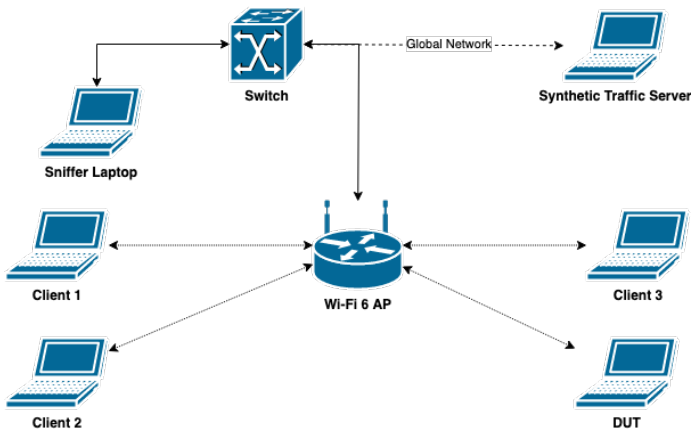 Global Network
Switch
Synthetic Traffic Server
Sniffer Laptop
Client 1
Wi-Fi 6 AP
Client 3
Client 2
DUT